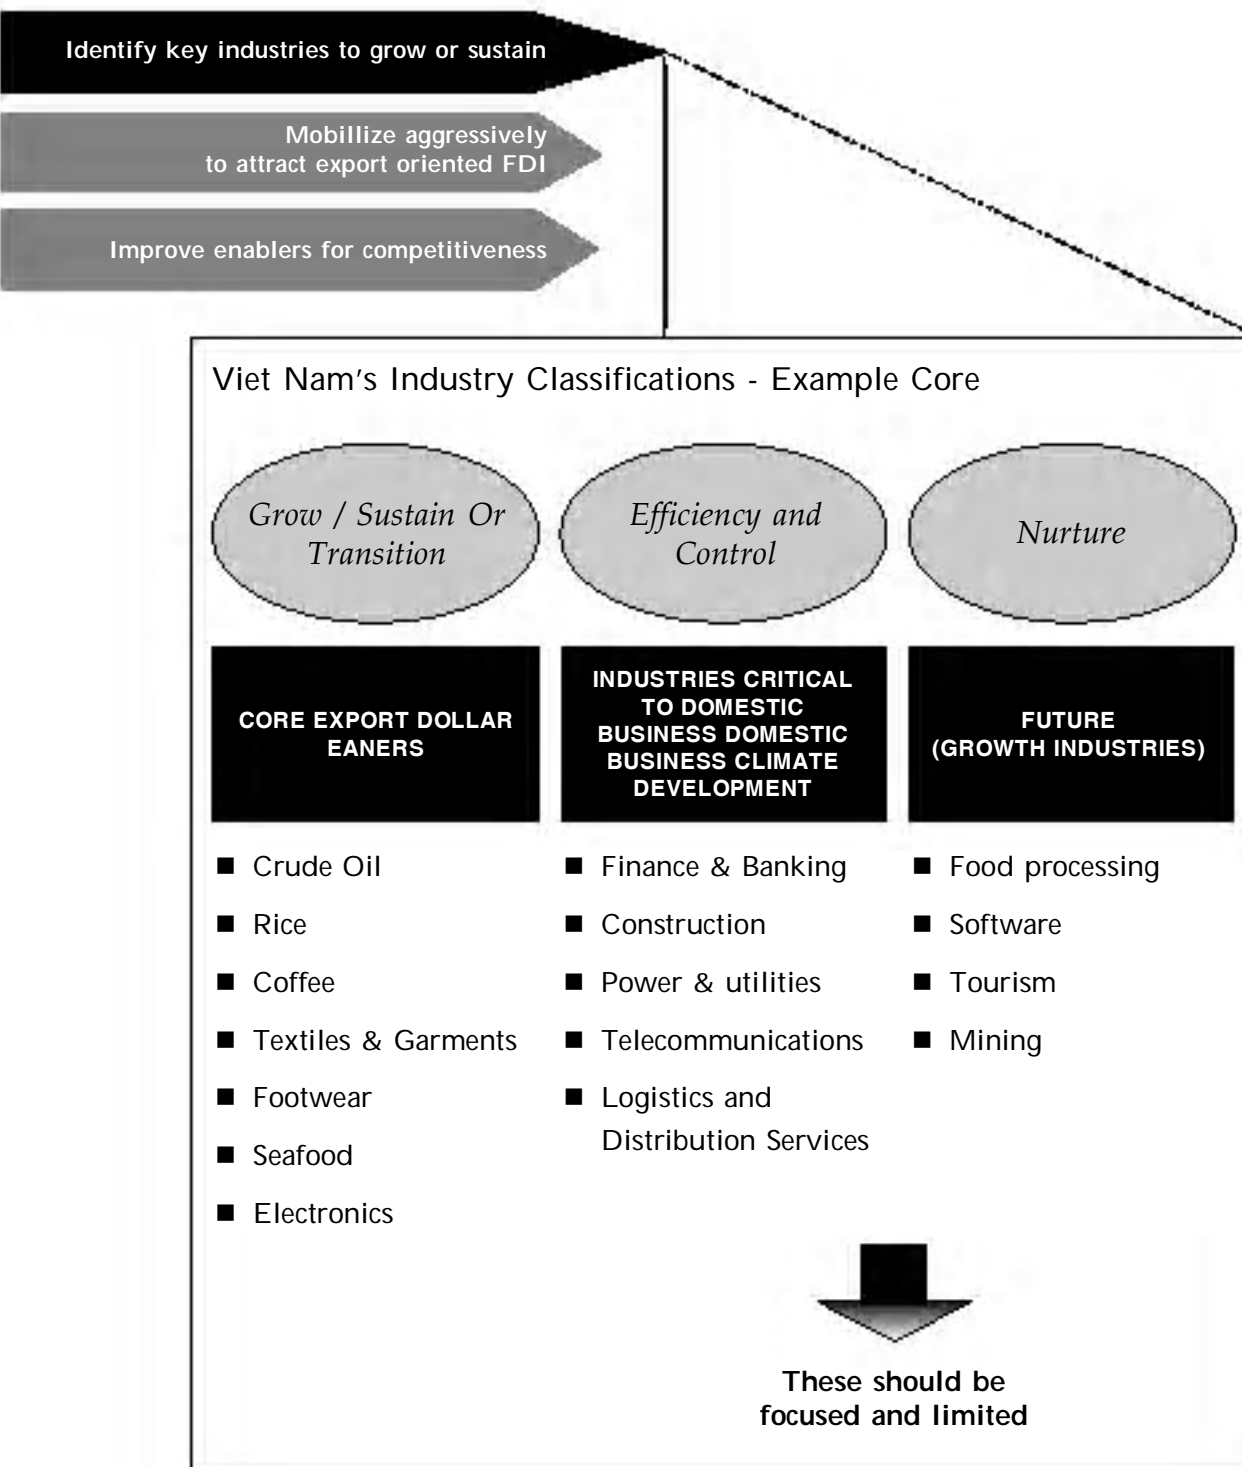 Identify key industries to grow or sustain
Mobillize aggressively
to attract export oriented FDI
Improve enablers for competitiveness
Viet Nam's Industry Classifications - Example Core
Grow / Sustain Or
Transition
Efficiency and
Control
Nurture
CORE EXPORT DOLLAR
EANERS
INDUSTRIES CRITICAL
TO DOMESTIC
BUSINESS DOMESTIC
BUSINESS CLIMATE
DEVELOPMENT
FUTURE
(GROWTH INDUSTRIES)
■ Crude Oil
■ Rice
■ Coffee
■ Textiles & Garments
■ Footwear
■ Seafood
■ Electronics
■ Finance & Banking
■ Construction
■ Power & utilities
■ Telecommunications
■ Logistics and
Distribution Services
■ Food processing
■ Software
■ Tourism
■ Mining
These should be
focused and limited